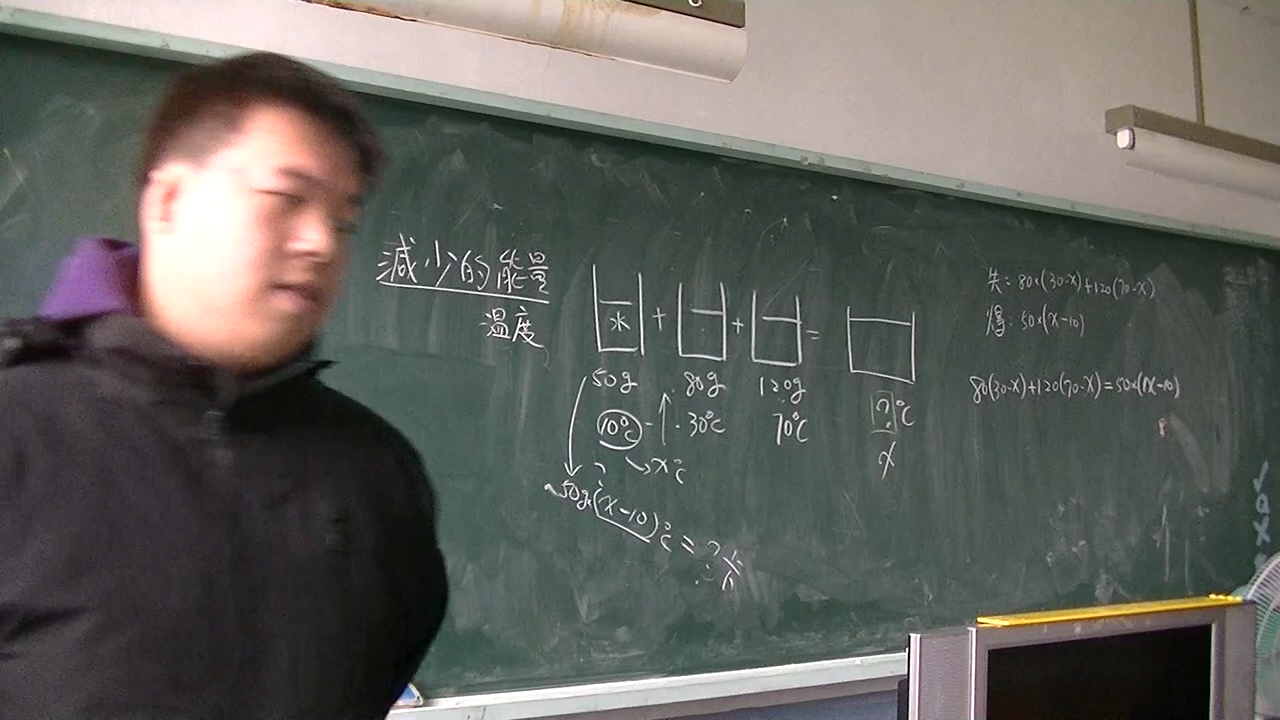 減少的能量
温度
水
+ + =
50g 80g 120g
10℃ 30℃ 70℃ ?℃
x℃ x
50g(x-10)℃ = ?卡
失: 80×(30-x)+120(70-x)
得: 50×(x-10)
80(30-x)+120(70-x)=50×(x-10)